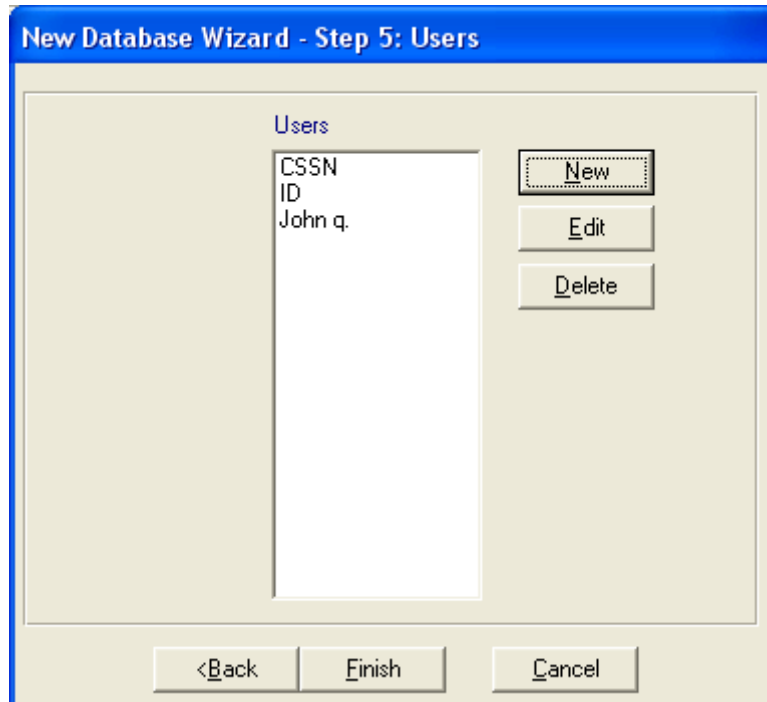 New Database Wizard - Step 5: Users
Users
CSSN
ID
John q.
New
Edit
Delete
<Back
Finish
Cancel